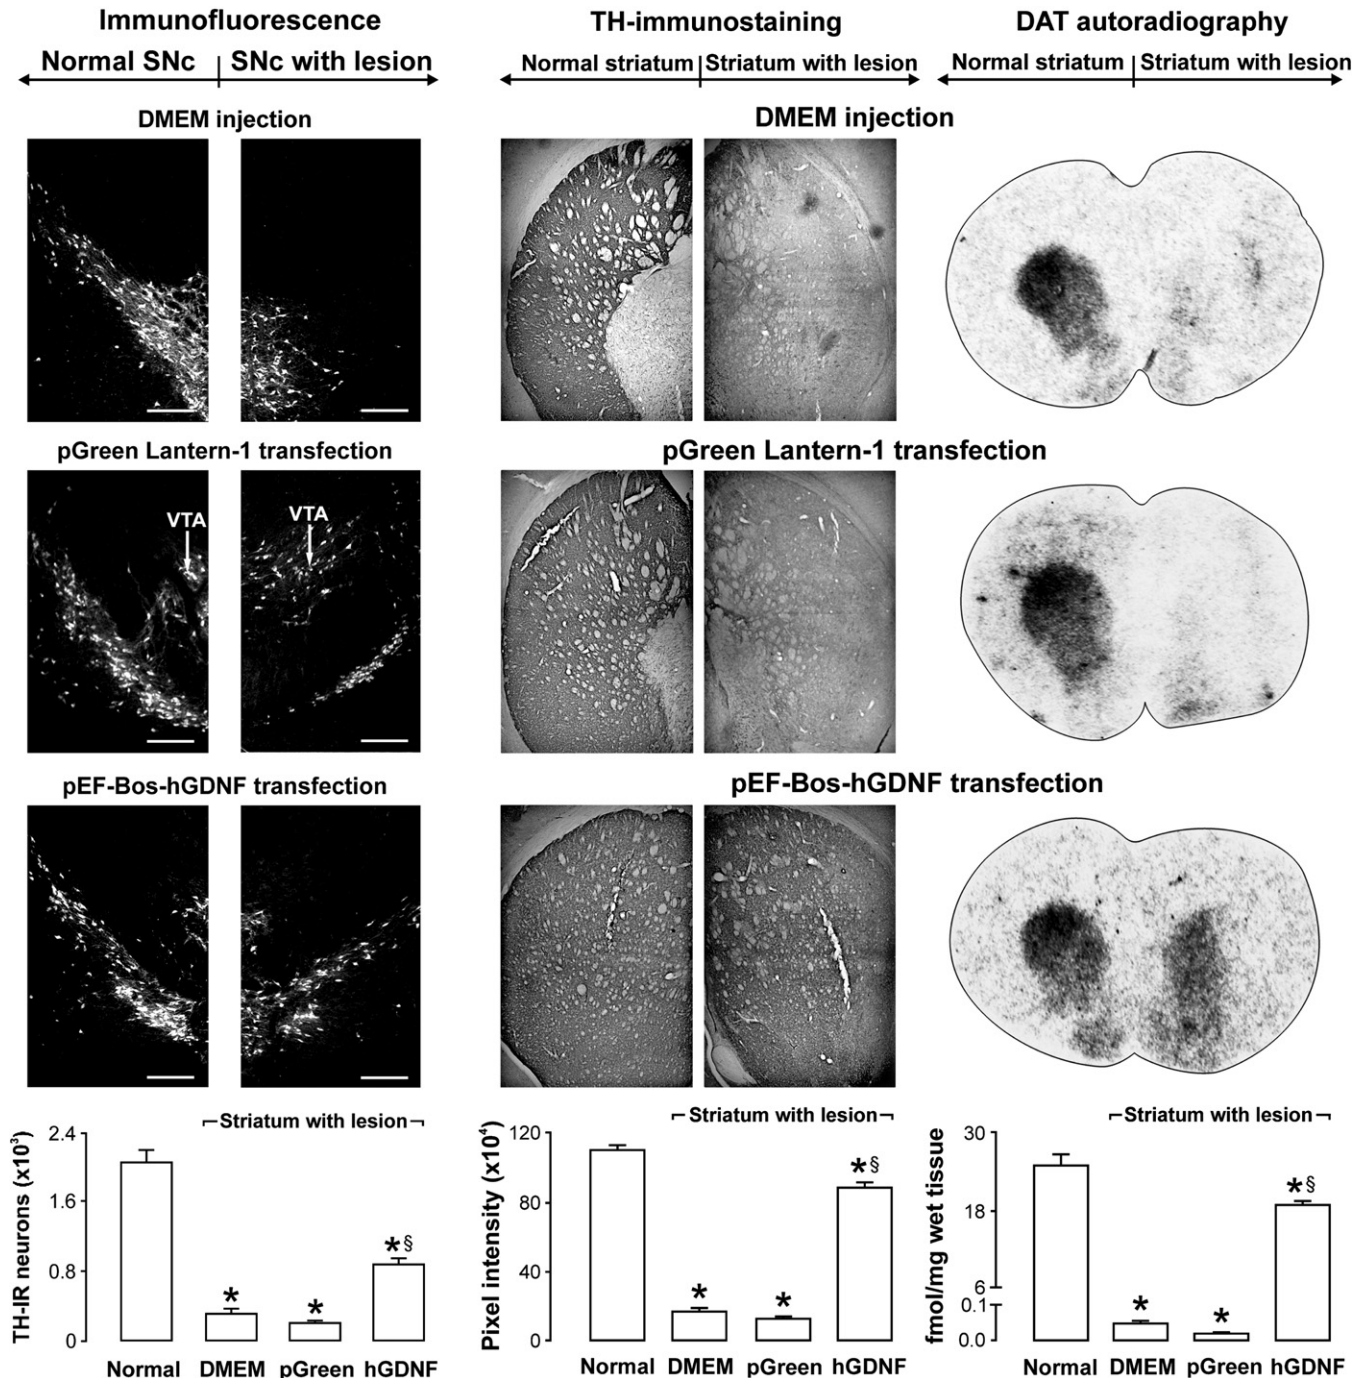 Immunofluorescence
TH-immunostaining
DAT autoradiography
Normal SNc
SNc with lesion
Normal striatum
Striatum with lesion
Normal striatum
Striatum with lesion
DMEM injection
DMEM injection
pGreen Lantern-1 transfection
pGreen Lantern-1 transfection
VTA
VTA
pEF-Bos-hGDNF transfection
pEF-Bos-hGDNF transfection
Striatum with lesion
TH-IR neurons (x10³)
2.4
1.6
0.8
0
*
*
*§
Normal
DMEM
pGreen
hGDNF
Striatum with lesion
Pixel intensity (x10⁴)
120
80
40
0
*
*
*§
Normal
DMEM
pGreen
hGDNF
Striatum with lesion
fmol/mg wet tissue
30
18
6
0.1
0.0
*
*
*§
Normal
DMEM
pGreen
hGDNF